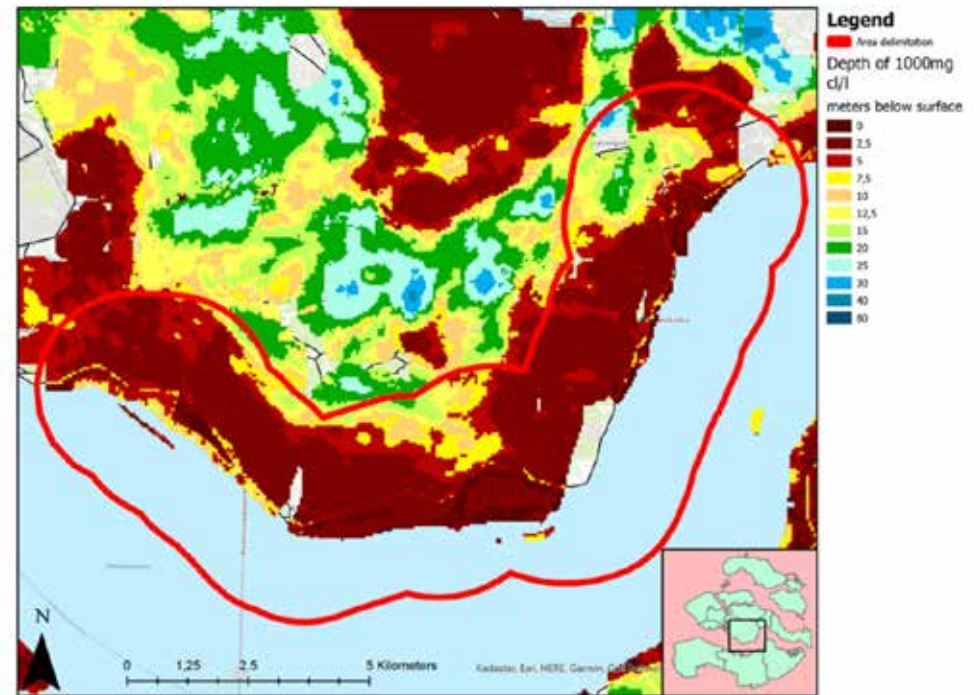 Legend
Area delimitation
Depth of 1000mg
cl/l
meters below surface
0
2,5
5
7,5
10
12,5
15
20
25
30
40
80
N
0 1,25 2.5 5 Kilometers
Kadaster, Esri, HERE, Garmin,